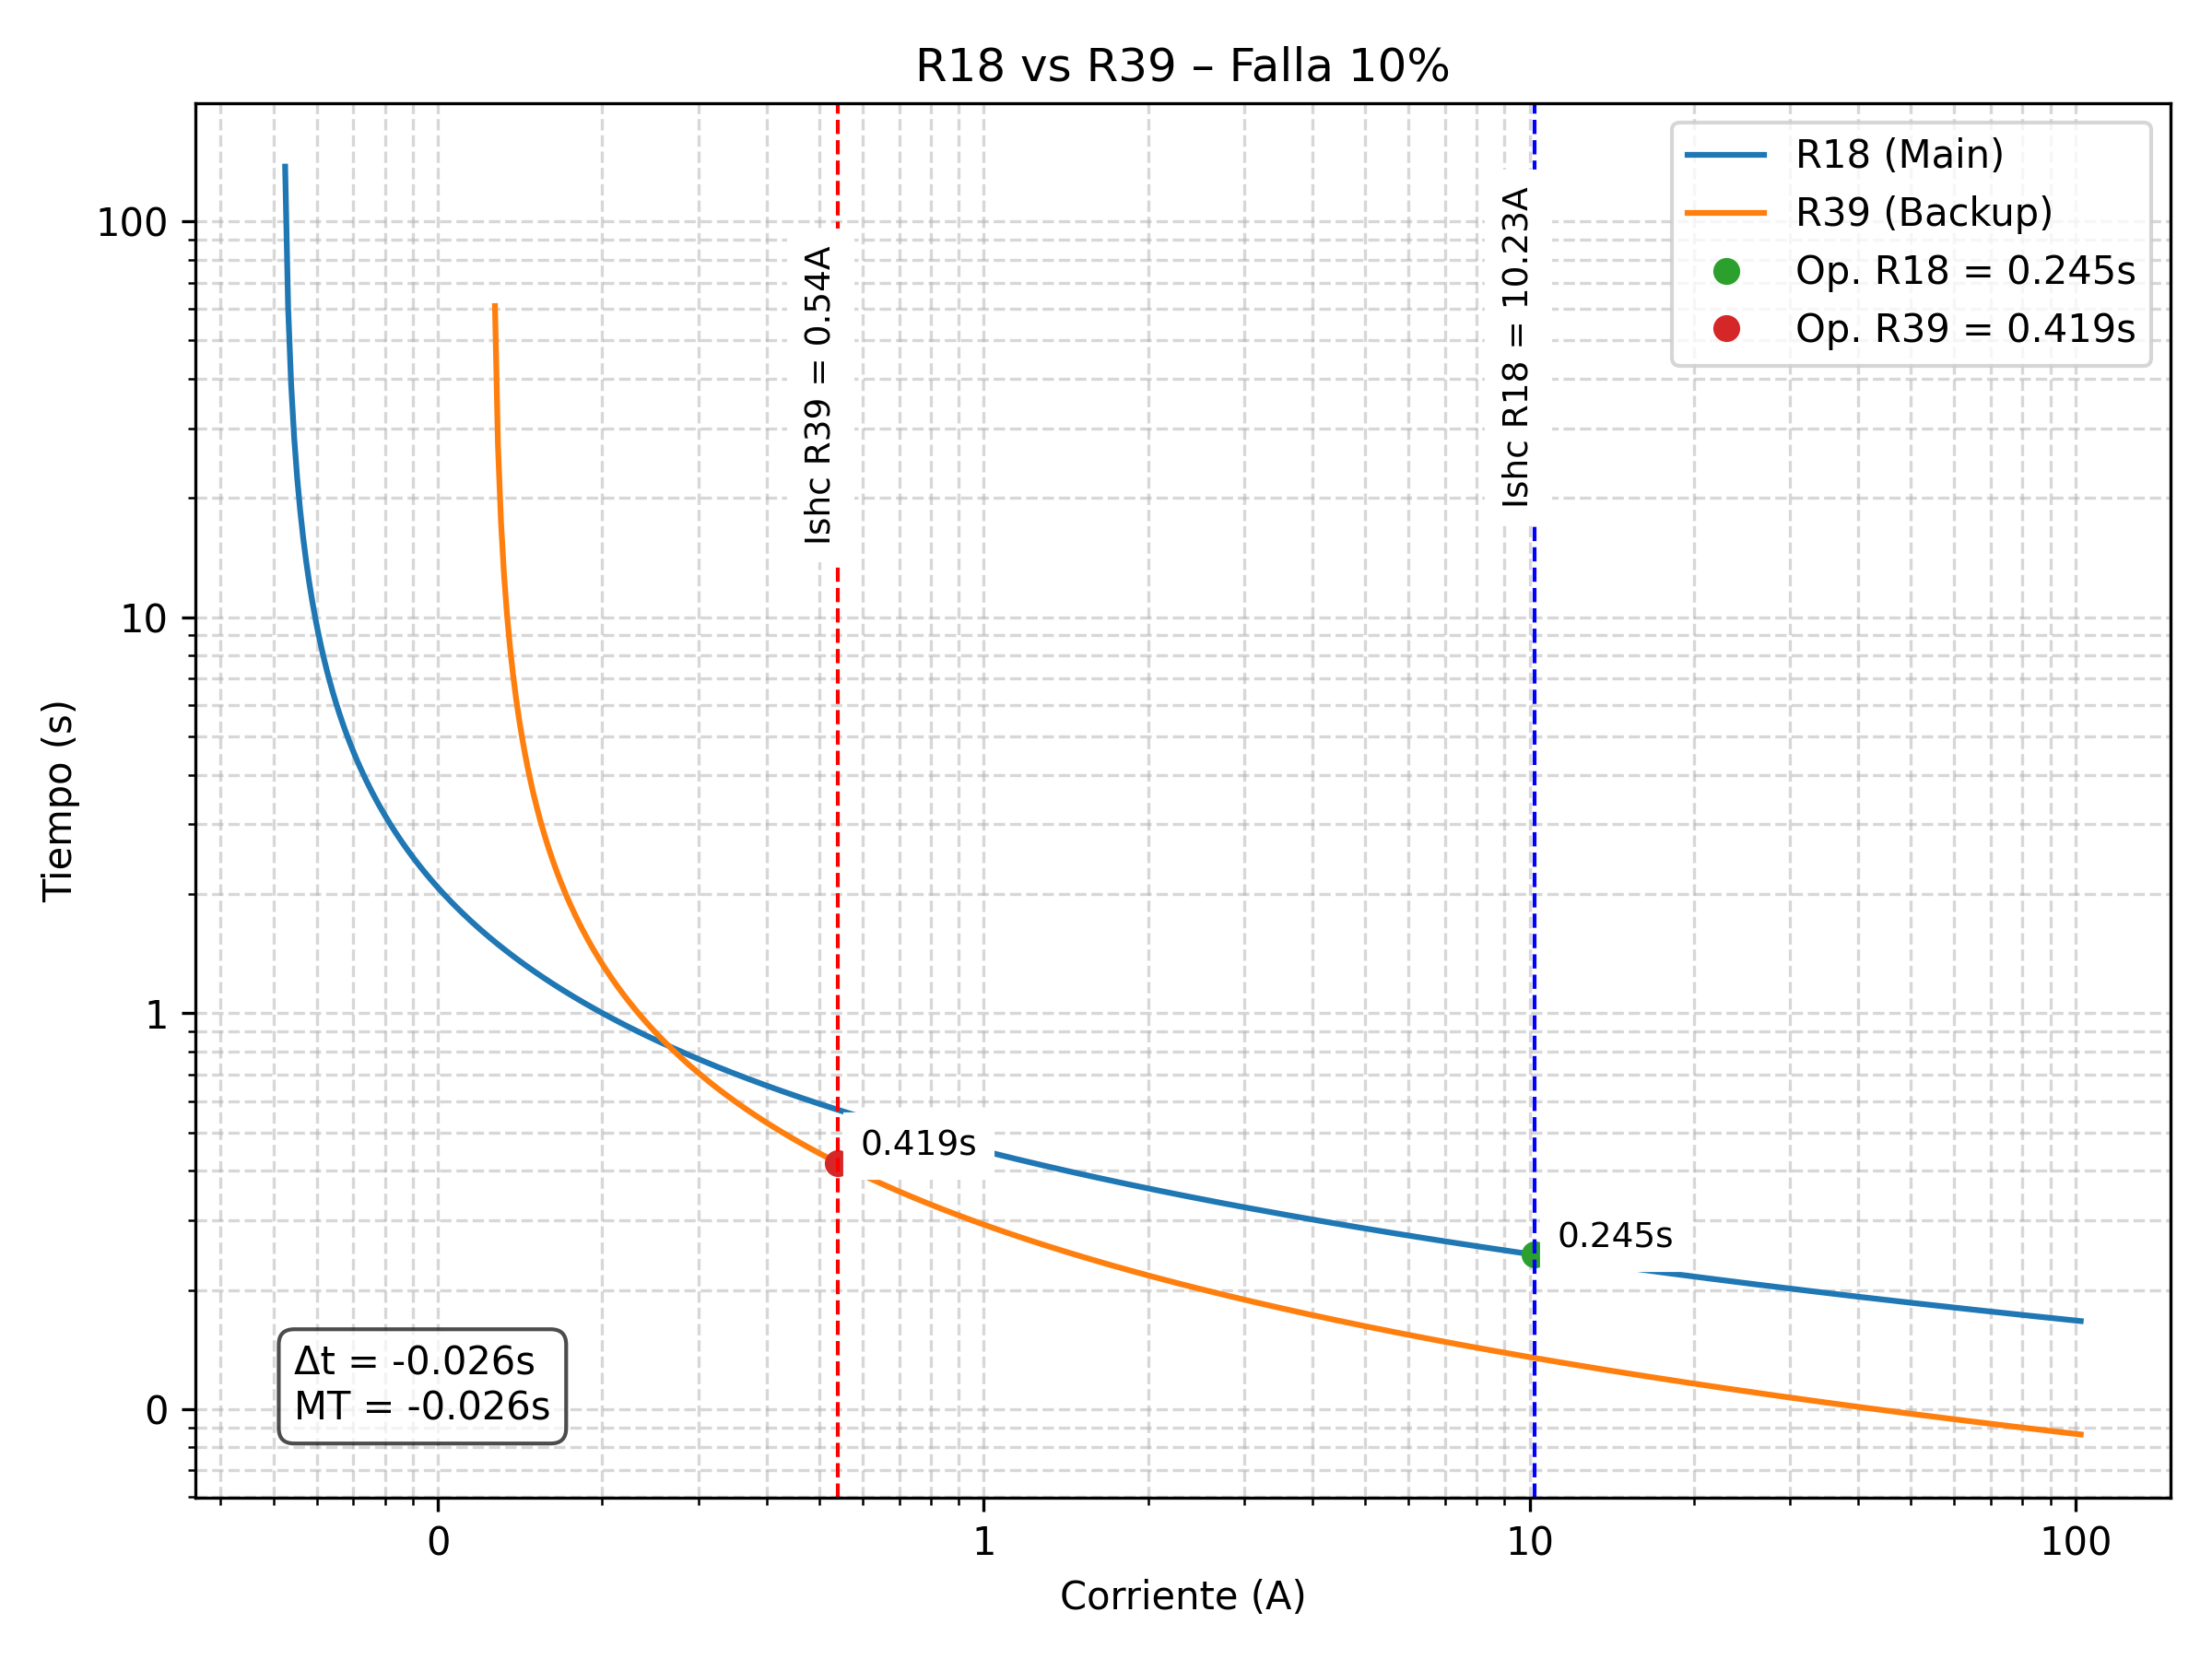 R18 vs R39 – Falla 10%
R18 (Main)
R39 (Backup)
Op. R18 = 0.245s
Op. R39 = 0.419s
Ishc R39 = 0.54A
Ishc R18 = 10.23A
100
10
1
0
Tiempo (s)
0.419s
0.245s
Δt = -0.026s
MT = -0.026s
0
1
10
100
Corriente (A)